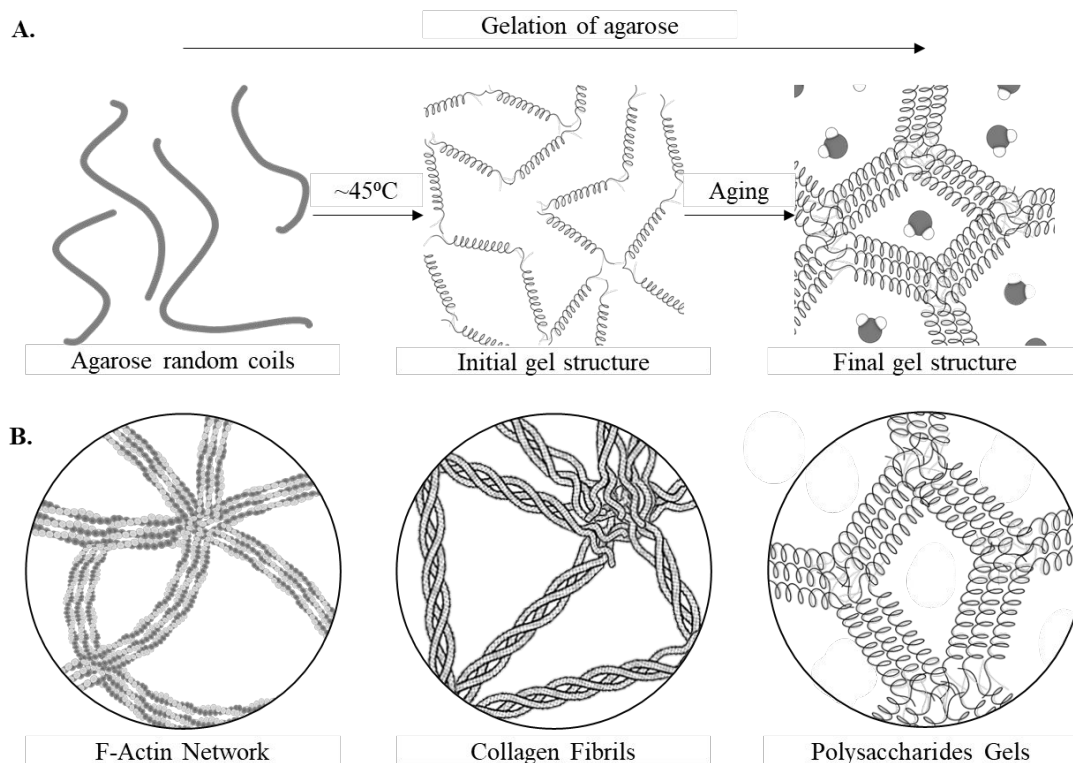 A.
Gelation of agarose
~45⁰C
Aging
Agarose random coils
Initial gel structure
Final gel structure
B.
F-Actin Network
Collagen Fibrils
Polysaccharides Gels